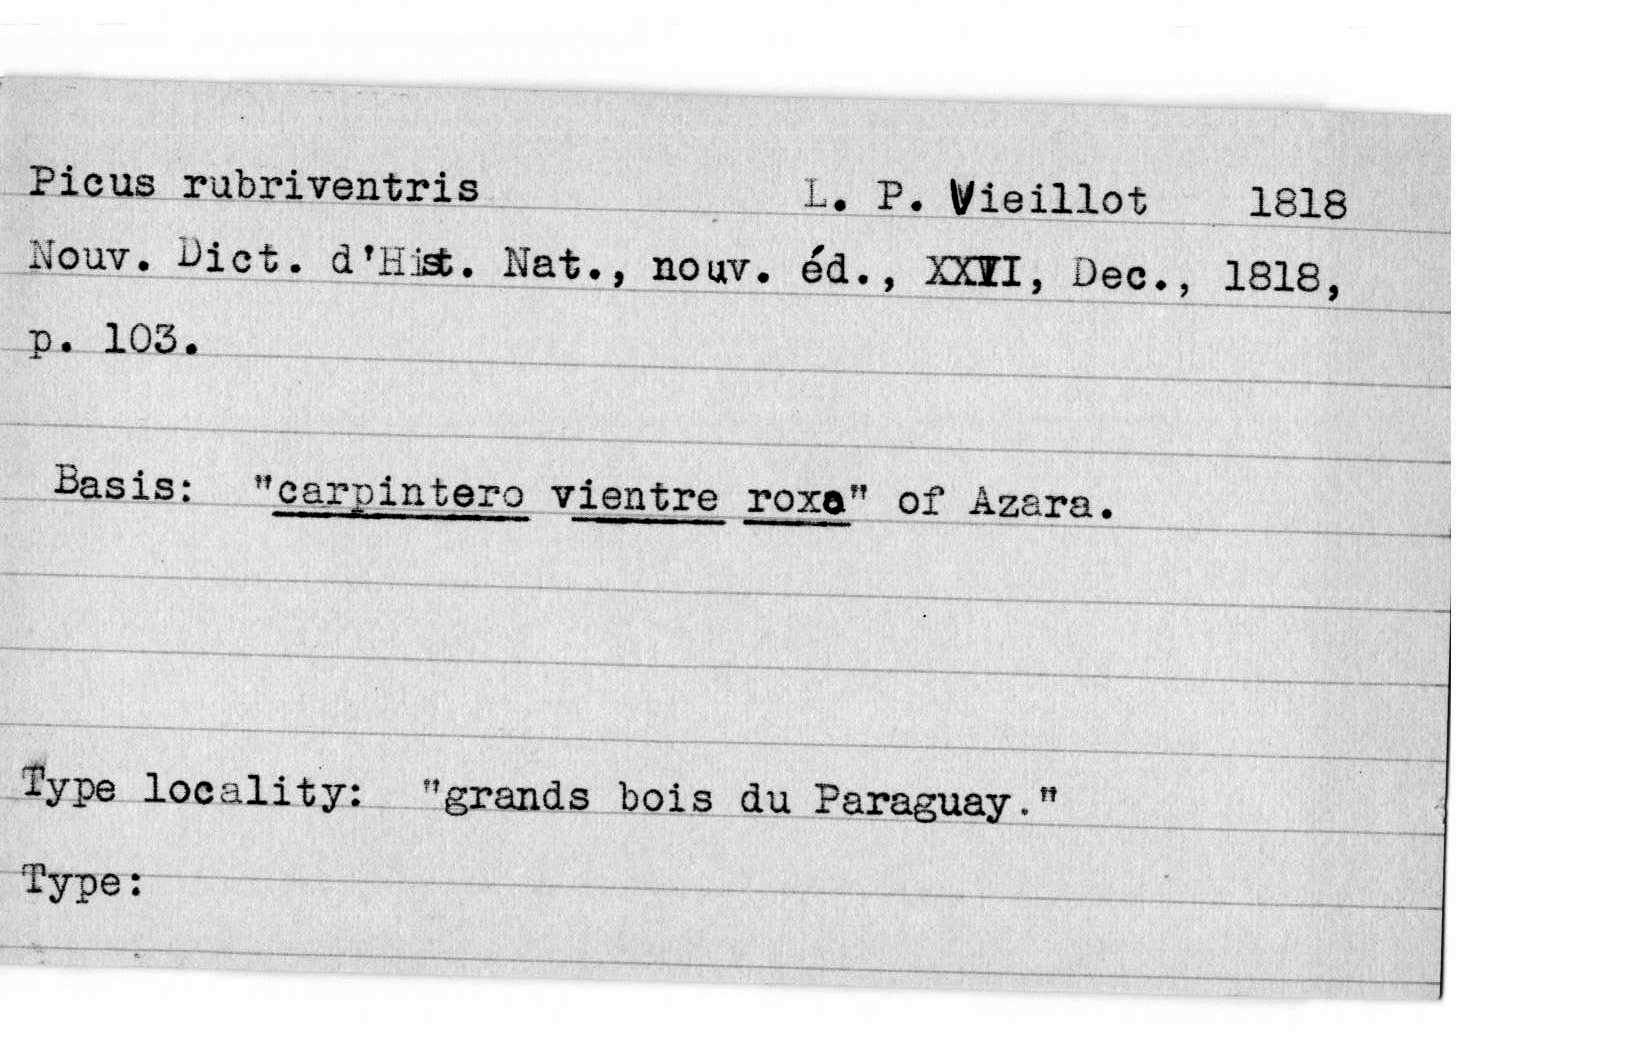 Picus rubriventris L. P. Vieillot 1818
Nouv. Dict. d'Hist. Nat., nouv. éd., XXVI, Dec., 1818,
p. 103.
Basis: "carpintero vientre roxo" of Azara.
Type locality: "grands bois du Paraguay."
Type: